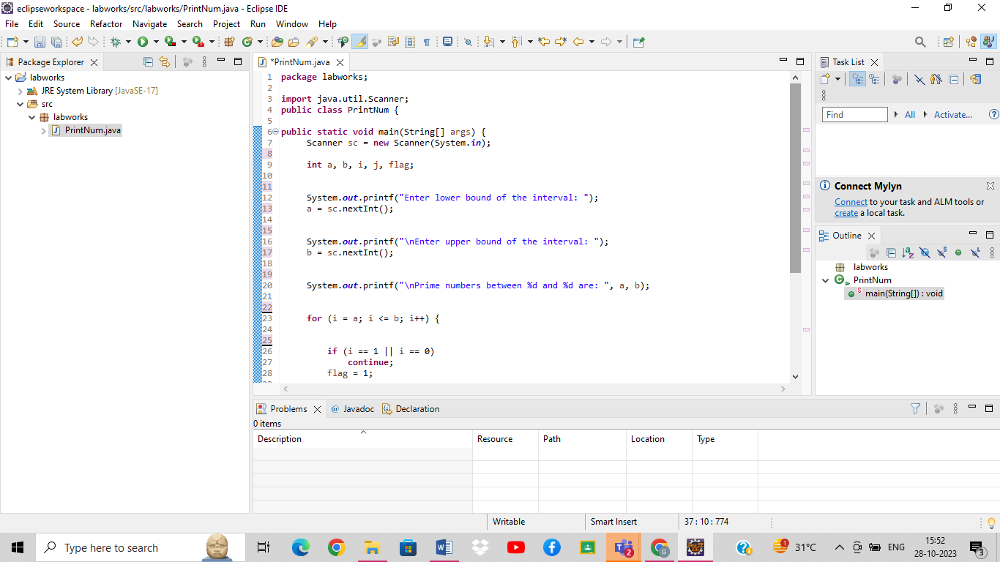 eclipseworkspace - labworks/src/labworks/PrintNum.java - Eclipse IDE
File Edit Source Refactor Navigate Search Project Run Window Help
Package Explorer
labworks
JRE System Library [JavaSE-17]
src
labworks
PrintNum.java
*PrintNum.java
1 package labworks;
2
3 import java.util.Scanner;
4 public class PrintNum {
5
6 public static void main(String[] args) {
7 Scanner sc = new Scanner(System.in);
8
9 int a, b, i, j, flag;
10
11
12 System.out.printf("Enter lower bound of the interval: ");
13 a = sc.nextInt();
14
15
16 System.out.printf("\nEnter upper bound of the interval: ");
17 b = sc.nextInt();
18
19
20 System.out.printf("\nPrime numbers between %d and %d are: ", a, b);
21
22
23 for (i = a; i <= b; i++) {
24
25
26 if (i == 1 || i == 0)
27 continue;
28 flag = 1;
Task List
Find All Activate...
Connect Mylyn
Connect to your task and ALM tools or
create a local task.
Outline
labworks
PrintNum
main(String[]) : void
Problems @ Javadoc Declaration
0 items
Description Resource Path Location Type
Writable Smart Insert 37 : 10 : 774
Type here to search
2
1
31°C
ENG
15:52
28-10-2023
3